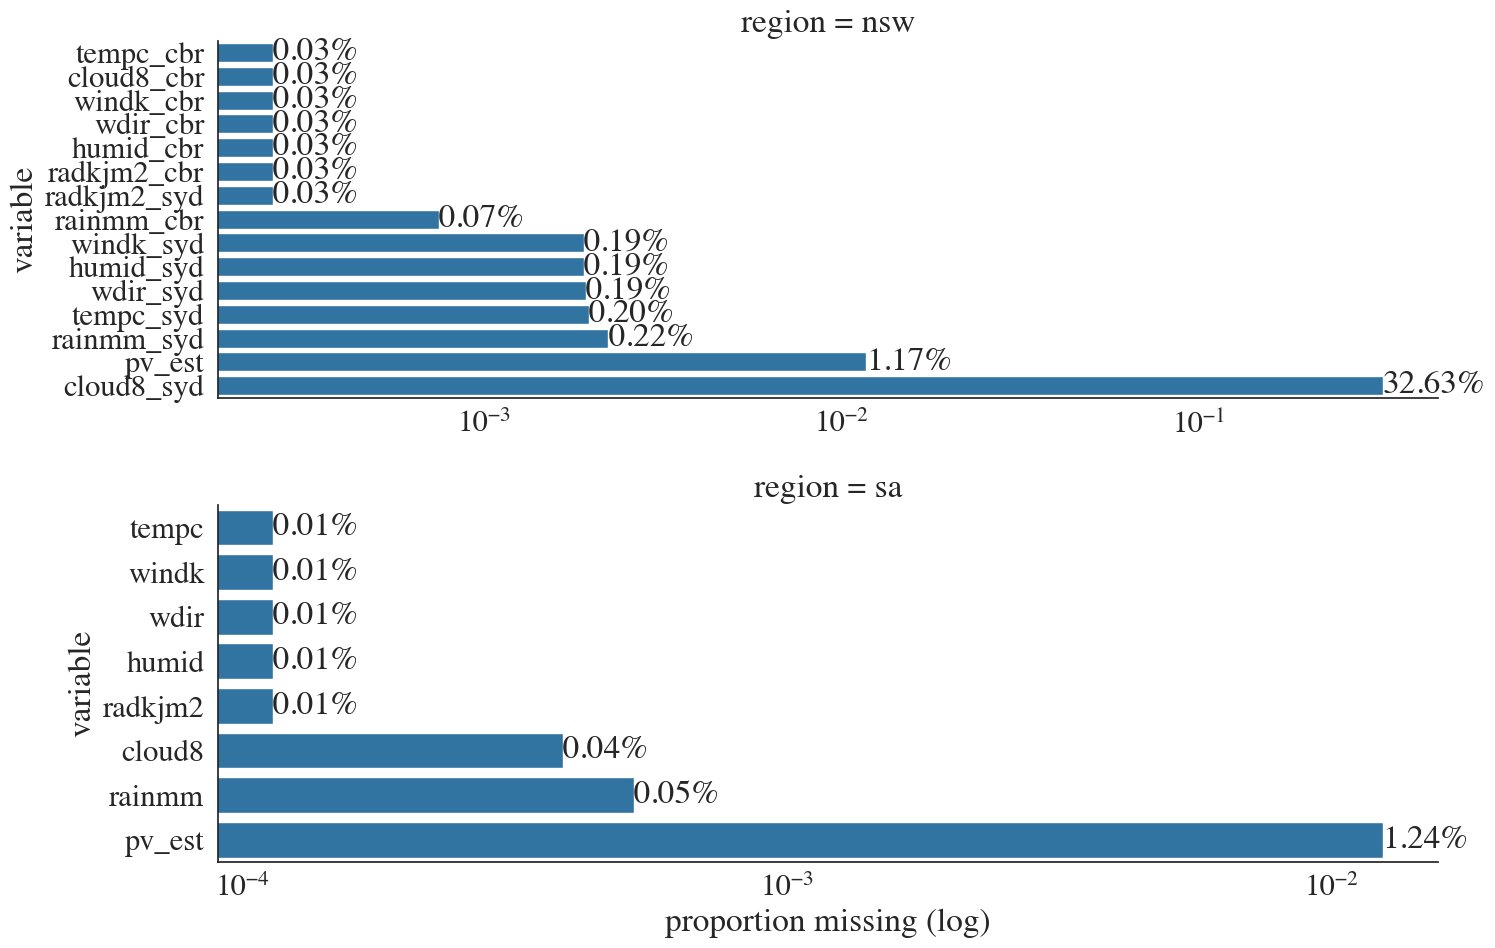 region = nsw
variable
tempc_cbr 0.03%
cloud8_cbr 0.03%
windk_cbr 0.03%
wdir_cbr 0.03%
humid_cbr 0.03%
radkjm2_cbr 0.03%
radkjm2_syd 0.03%
rainmm_cbr 0.07%
windk_syd 0.19%
humid_syd 0.19%
wdir_syd 0.19%
tempc_syd 0.20%
rainmm_syd 0.22%
pv_est 1.17%
cloud8_syd 32.63%
10⁻³ 10⁻² 10⁻¹
region = sa
variable
tempc 0.01%
windk 0.01%
wdir 0.01%
humid 0.01%
radkjm2 0.01%
cloud8 0.04%
rainmm 0.05%
pv_est 1.24%
10⁻⁴ 10⁻³ 10⁻²
proportion missing (log)